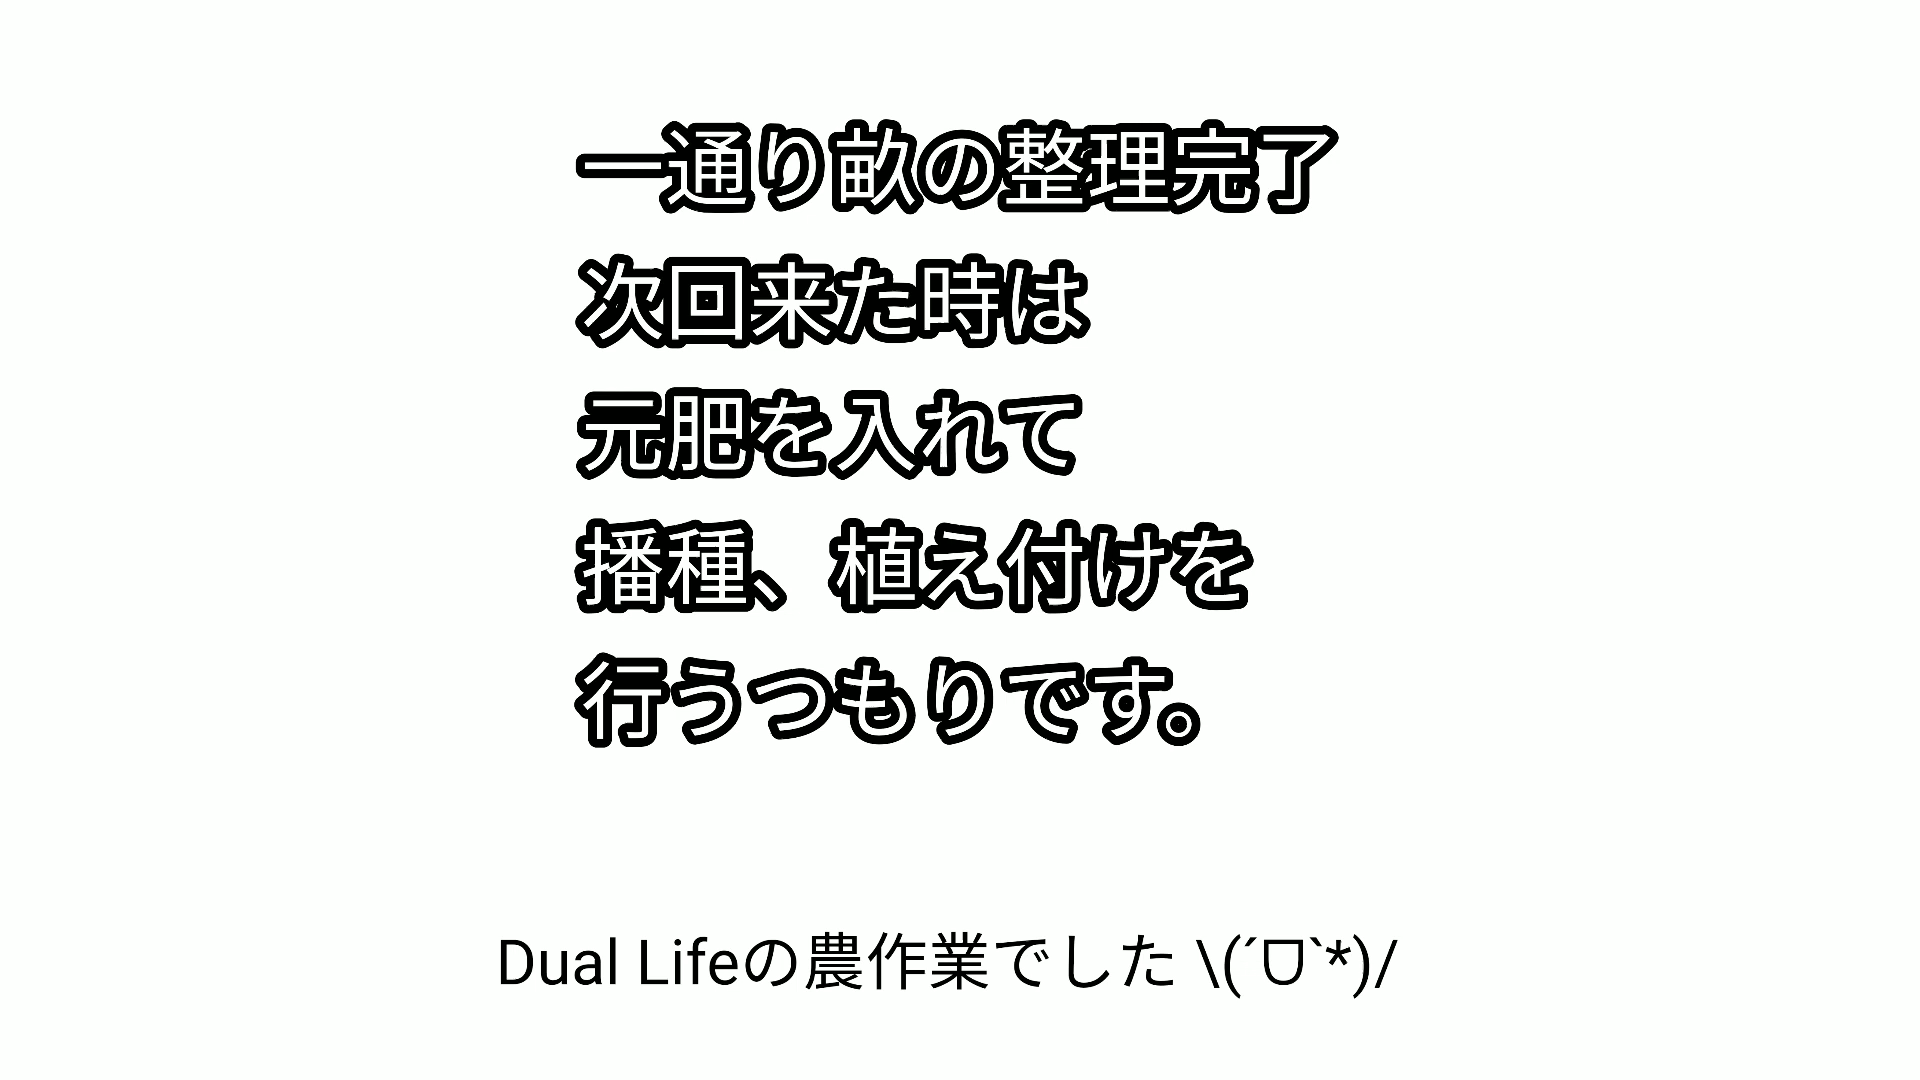 一通り畝の整理完了
次回来た時は
元肥を入れて
播種、植え付けを
行うつもりです。
Dual Lifeの農作業でした \(´ᗜ`*)/